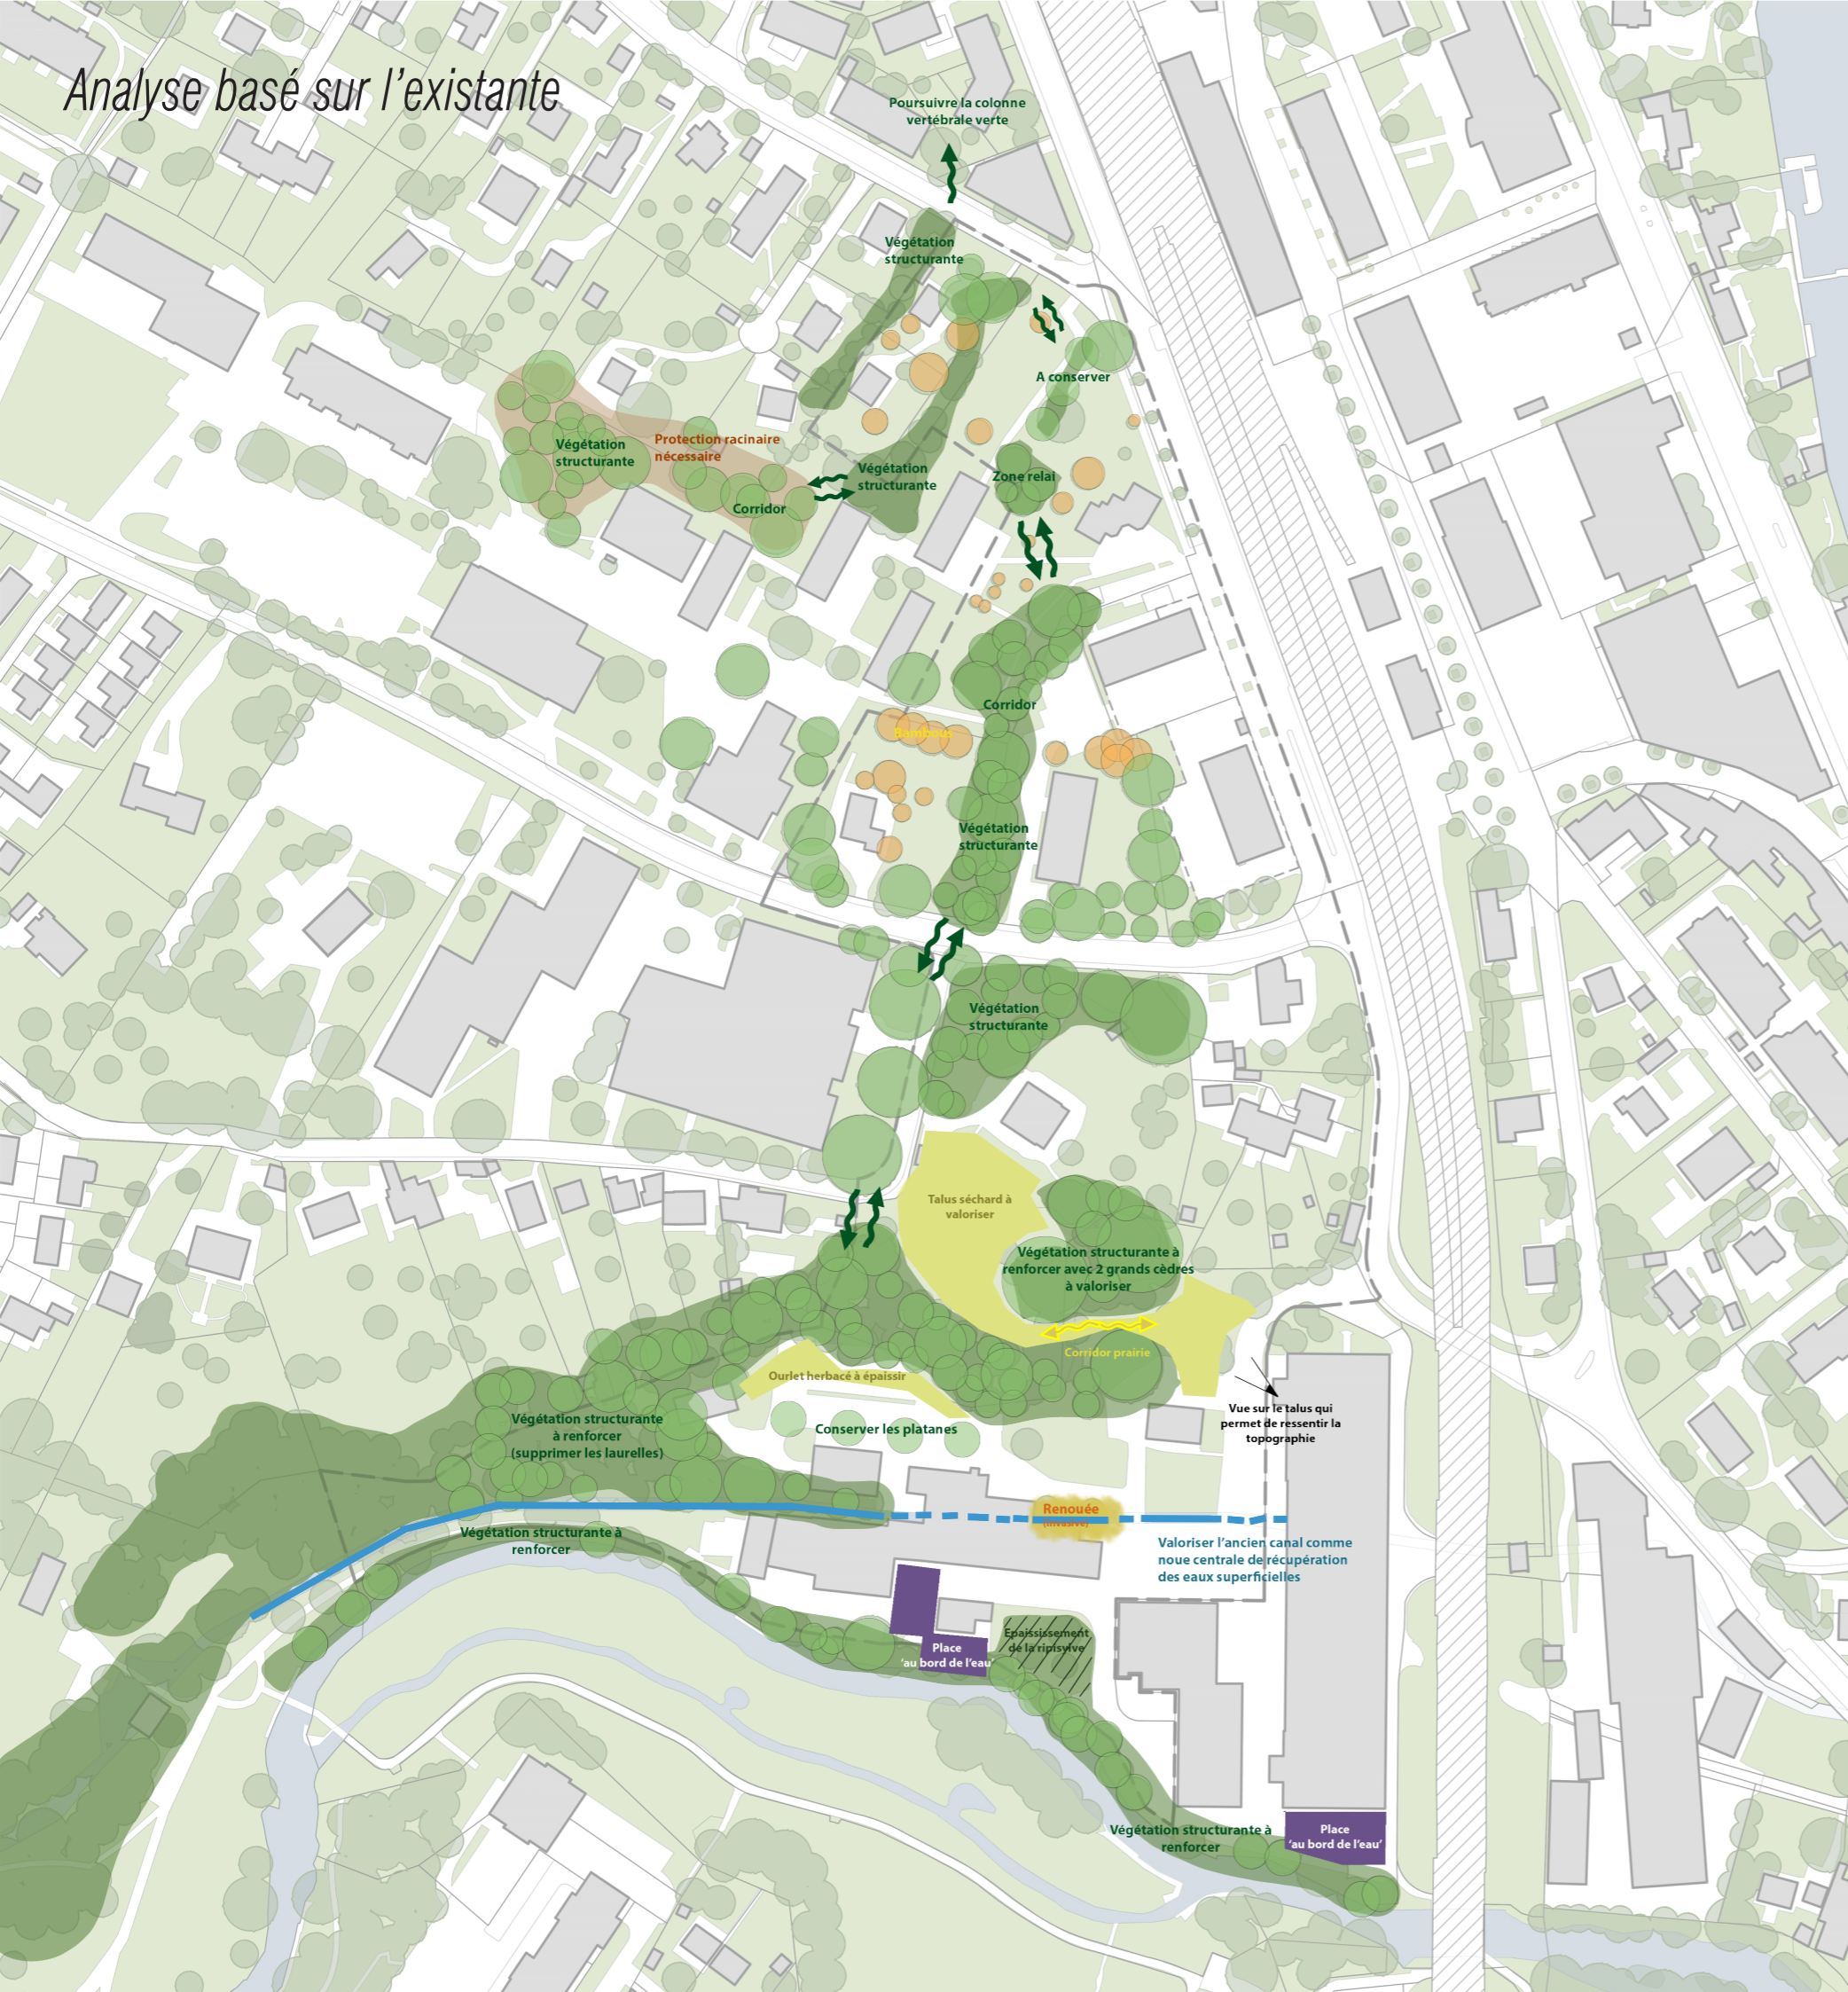 Analyse basé sur l'existante
Poursuivre la colonne
vertébrale verte
Végétation
structurante
A conserver
Végétation
structurante
Protection racinaire
nécessaire
Corridor
Végétation
structurante
Zone relai
Corridor
Bambous
Végétation
structurante
Végétation
structurante
Talus séchard à
valoriser
Végétation structurante à
renforcer avec 2 grands cèdres
à valoriser
Corridor prairie
Ourlet herbacé à épaissir
Vue sur le talus qui
permet de ressentir la
topographie
Végétation structurante
à renforcer
(supprimer les laurelles)
Conserver les platanes
Renouée
(invasive)
Végétation structurante à
renforcer
Valoriser l'ancien canal comme
noue centrale de récupération
des eaux superficielles
Epaississement
de la ripisylve
Place
'au bord de l'eau'
Végétation structurante à
renforcer
Place
'au bord de l'eau'